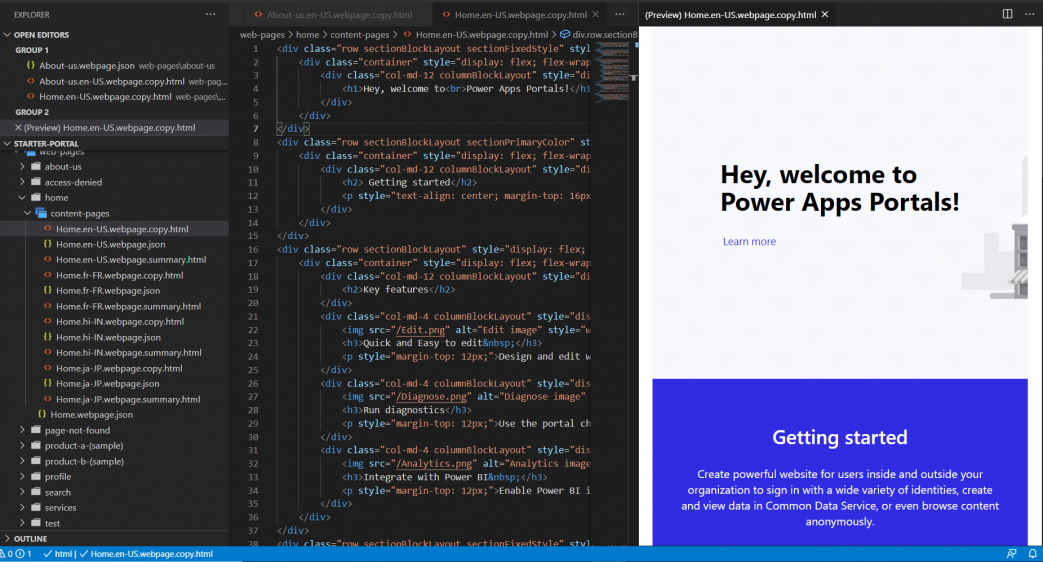 EXPLORER
···
OPEN EDITORS
GROUP 1
{} About-us.webpage.json web-pages\about-us
<> About-us.en-US.webpage.copy.html web-pag...
<> Home.en-US.webpage.copy.html web-pages\,...
GROUP 2
(Preview) Home.en-US.webpage.copy.html
STARTER-PORTAL
web-pages
about-us
access-denied
home
content-pages
<> Home.en-US.webpage.copy.html
{} Home.en-US.webpage.json
<> Home.en-US.webpage.summary.html
<> Home.fr-FR.webpage.copy.html
{} Home.fr-FR.webpage.json
<> Home.fr-FR.webpage.summary.html
<> Home.hi-IN.webpage.copy.html
{} Home.hi-IN.webpage.json
<> Home.hi-IN.webpage.summary.html
<> Home.ja-JP.webpage.copy.html
{} Home.ja-JP.webpage.json
<> Home.ja-JP.webpage.summary.html
{} Home.webpage.json
page-not-found
product-a-(sample)
product-b-(sample)
profile
search
services
test
OUTLINE
<> About-us.en-US.webpage.copy.html
<> Home.en-US.webpage.copy.html
···
web-pages > home > content-pages > <> Home.en-US.webpage.copy.html > div.row.sectionB
1 <div class="row sectionBlockLayout sectionFixedStyle" styl
2 <div class="container" style="display: flex; flex-wrap
3 <div class="col-md-12 columnBlockLayout" style="di
4 <h1>Hey, welcome to<br>Power Apps Portals!</h1
5 </div>
6 </div>
7 </div>
8 <div class="row sectionBlockLayout sectionPrimaryColor" st
9 <div class="container" style="display: flex; flex-wrap
10 <div class="col-md-12 columnBlockLayout" style="di
11 <h2> Getting started</h2>
12 <p style="text-align: center; margin-top: 16px
13 </div>
14 </div>
15 </div>
16 <div class="row sectionBlockLayout" style="display: flex;
17 <div class="container" style="display: flex; flex-wrap
18 <div class="col-md-12 columnBlockLayout" style="di
19 <h2>Key features</h2>
20 </div>
21 <div class="col-md-4 columnBlockLayout" style="dis
22 <img src="/Edit.png" alt="Edit image" style="w
23 <h3>Quick and Easy to edit&nbsp;</h3>
24 <p style="margin-top: 12px;">Design and edit w
25 </div>
26 <div class="col-md-4 columnBlockLayout" style="dis
27 <img src="/Diagnose.png" alt="Diagnose image"
28 <h3>Run diagnostics</h3>
29 <p style="margin-top: 12px;">Use the portal ch
30 </div>
31 <div class="col-md-4 columnBlockLayout" style="dis
32 <img src="/Analytics.png" alt="Analytics image
33 <h3>Integrate with Power BI&nbsp;</h3>
34 <p style="margin-top: 12px;">Enable Power BI i
35 </div>
36 </div>
37 </div>
38 <div class="row sectionBlockLayout sectionFixedStyle" styl
(Preview) Home.en-US.webpage.copy.html
···
Hey, welcome to
Power Apps Portals!
Learn more
Getting started
Create powerful website for users inside and outside your
organization to sign in with a wide variety of identities, create
and view data in Common Data Service, or even browse content
anonymously.
0 1 html | Home.en-US.webpage.copy.html